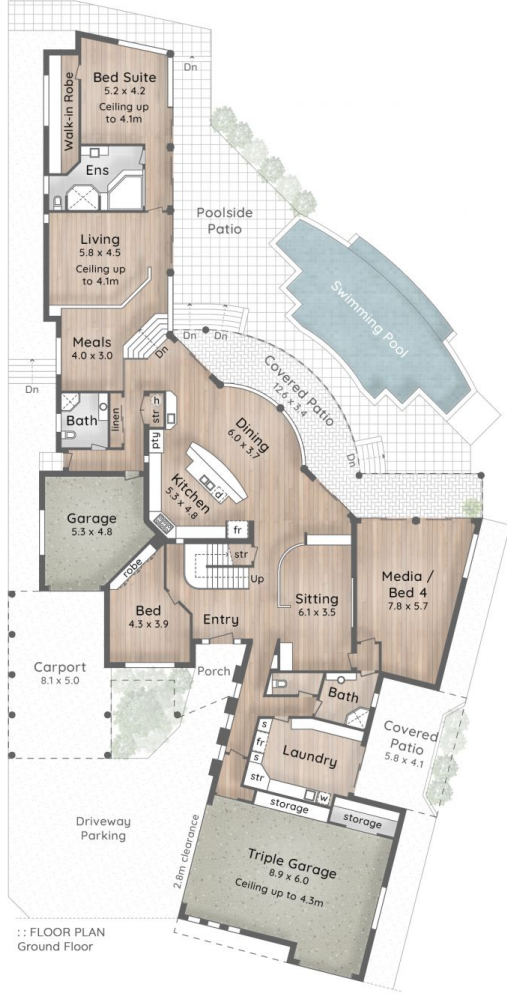 Dn
Bed Suite
5.2 x 4.2
Ceiling up
to 4.1m
Walk-in Robe
Ens
Poolside
Patio
Living
5.8 x 4.5
Ceiling up
to 4.1m
Swimming Pool
Meals
4.0 x 3.0
Dn
Dn
Dn
Covered Patio
12.6 x 3.4
Dn
Bath
linen
h
str
pty
Dining
6.0 x 3.7
Dn
Kitchen
5.3 x 4.8
d
fr
Garage
5.3 x 4.8
robe
str
Up
Bed
4.3 x 3.9
Entry
Sitting
6.1 x 3.5
Media /
Bed 4
7.8 x 5.7
Carport
8.1 x 5.0
Porch
Bath
s
fr
s
str
Laundry
w
Covered
Patio
5.8 x 4.1
storage
storage
Driveway
Parking
2.8m clearance
Triple Garage
8.9 x 6.0
Ceiling up to 4.3m
:: FLOOR PLAN
Ground Floor